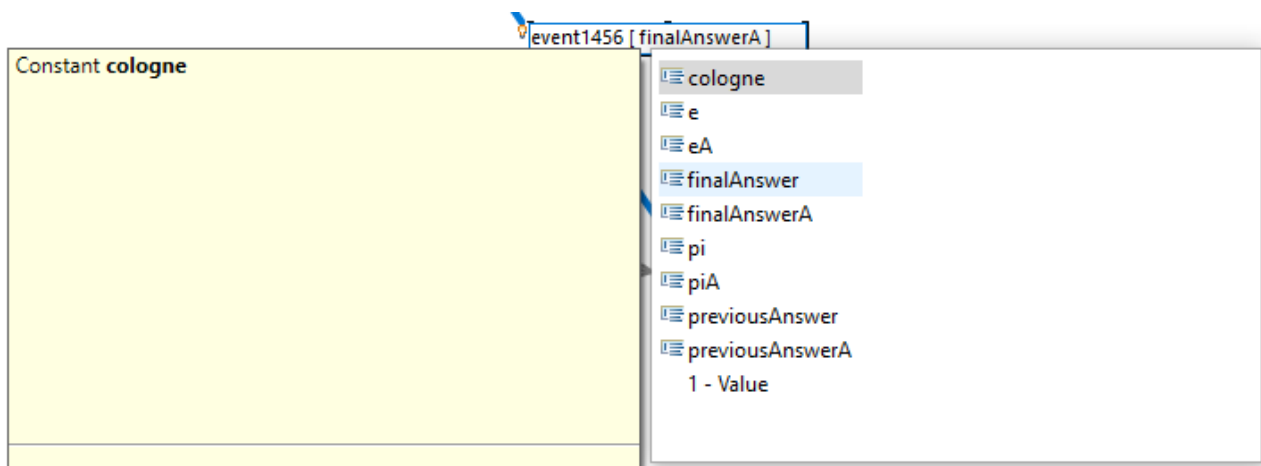 event1456 [ finalAnswerA ]
Constant cologne
cologne
e
eA
finalAnswer
finalAnswerA
pi
piA
previousAnswer
previousAnswerA
1 - Value